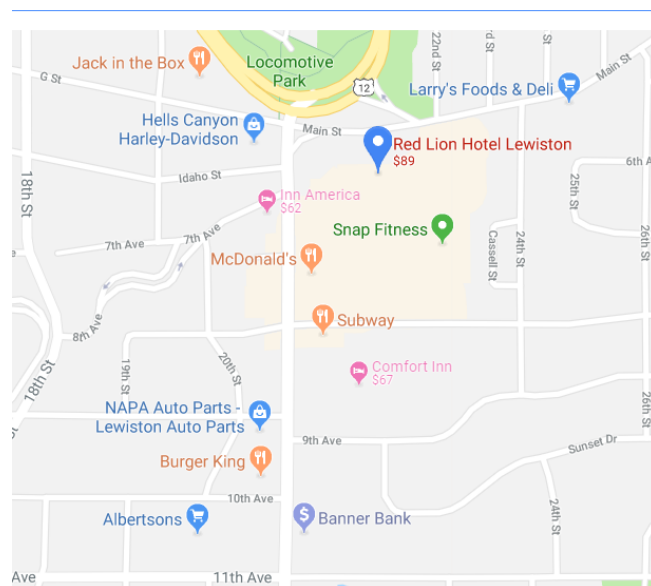 22nd St
rd St
St
Jack in the Box
Locomotive
Park
Main St
G St
12
Larry's Foods & Deli
Hells Canyon
Harley-Davidson
Main St
Red Lion Hotel Lewiston
$89
6th A
18th St
Idaho St
Inn America
$62
25th St
Snap Fitness
7th Ave
7th Ave
McDonald's
Cassell St
24th St
26th St
8th Ave
Subway
18th St
19th St
20th St
Comfort Inn
$67
NAPA Auto Parts -
Lewiston Auto Parts
26th St
9th Ave
Sunset Dr
Burger King
10th Ave
24th St
Albertsons
$
Banner Bank
Ave
11th Ave